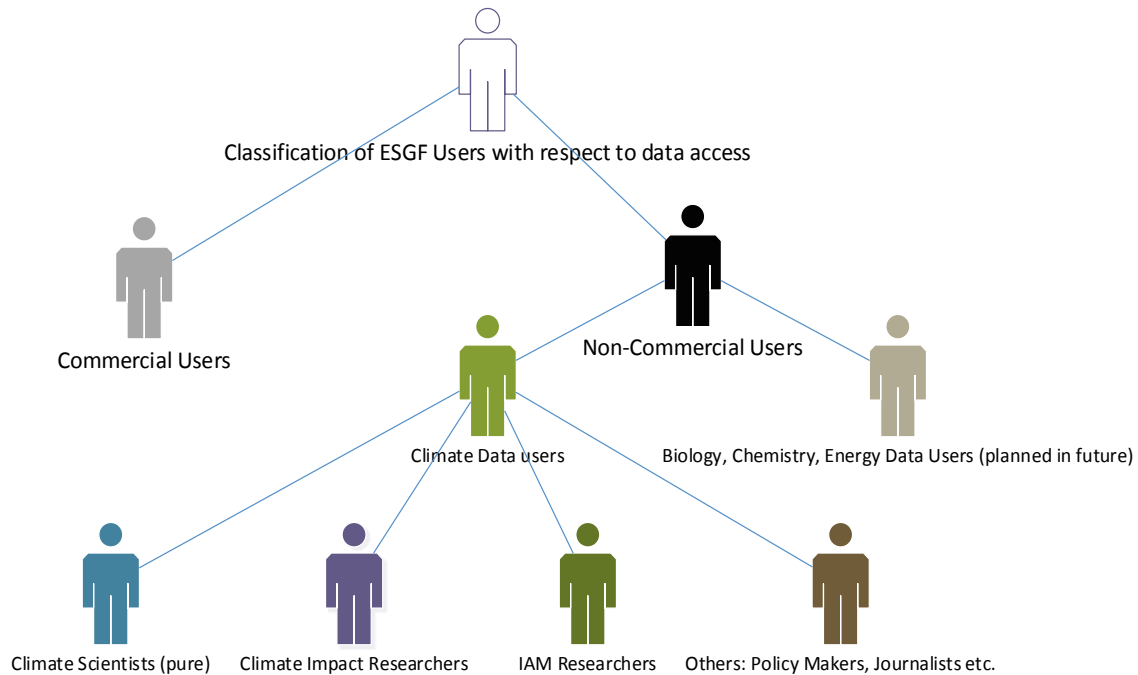 Classification of ESGF Users with respect to data access
Commercial Users
Non-Commercial Users
Climate Data users
Biology, Chemistry, Energy Data Users (planned in future)
Climate Scientists (pure)
Climate Impact Researchers
IAM Researchers
Others: Policy Makers, Journalists etc.